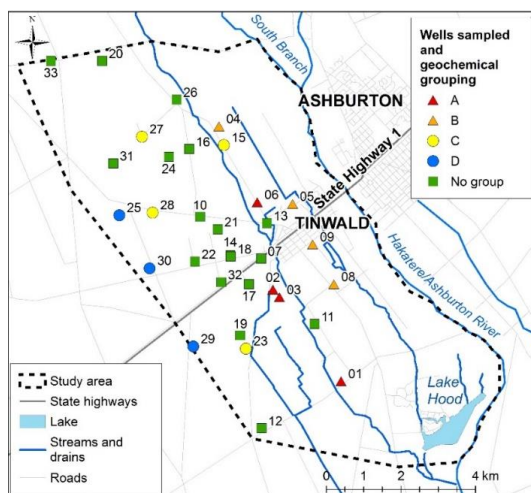 N
33
20
South Branch
26
ASHBURTON
04
27
15
16
24
31
State Highway 1
06
05
25
28
10
13
TINWALD
21
09
14
18
07
22
30
02
08
32
17
03
Hakatere/Ashburton River
11
19
29
23
01
Lake
Hood
12
0
2
4 km
Wells sampled
and
geochemical
grouping
A
B
C
D
No group
Study area
State highways
Lake
Streams and
drains
Roads